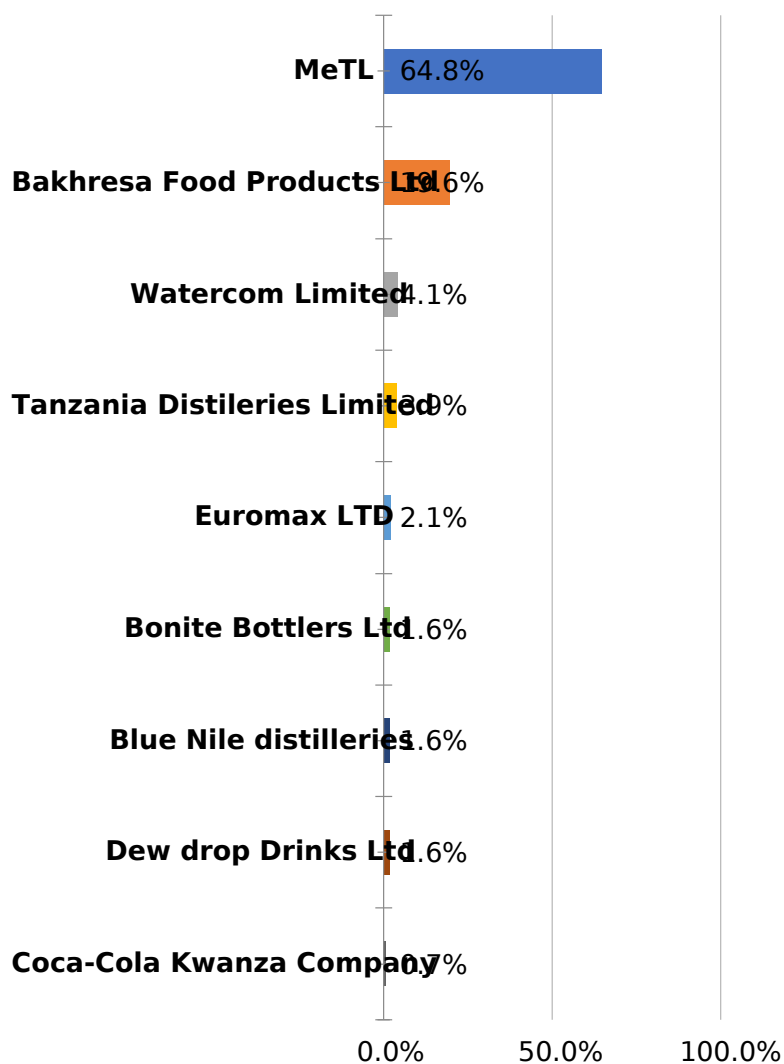 MeTL 64.8%
Bakhresa Food Products Ltd 19.6%
Watercom Limited 4.1%
Tanzania Distileries Limited 3.9%
Euromax LTD 2.1%
Bonite Bottlers Ltd 1.6%
Blue Nile distilleries 1.6%
Dew drop Drinks Ltd 1.6%
Coca-Cola Kwanza Company 0.7%
0.0% 50.0% 100.0%